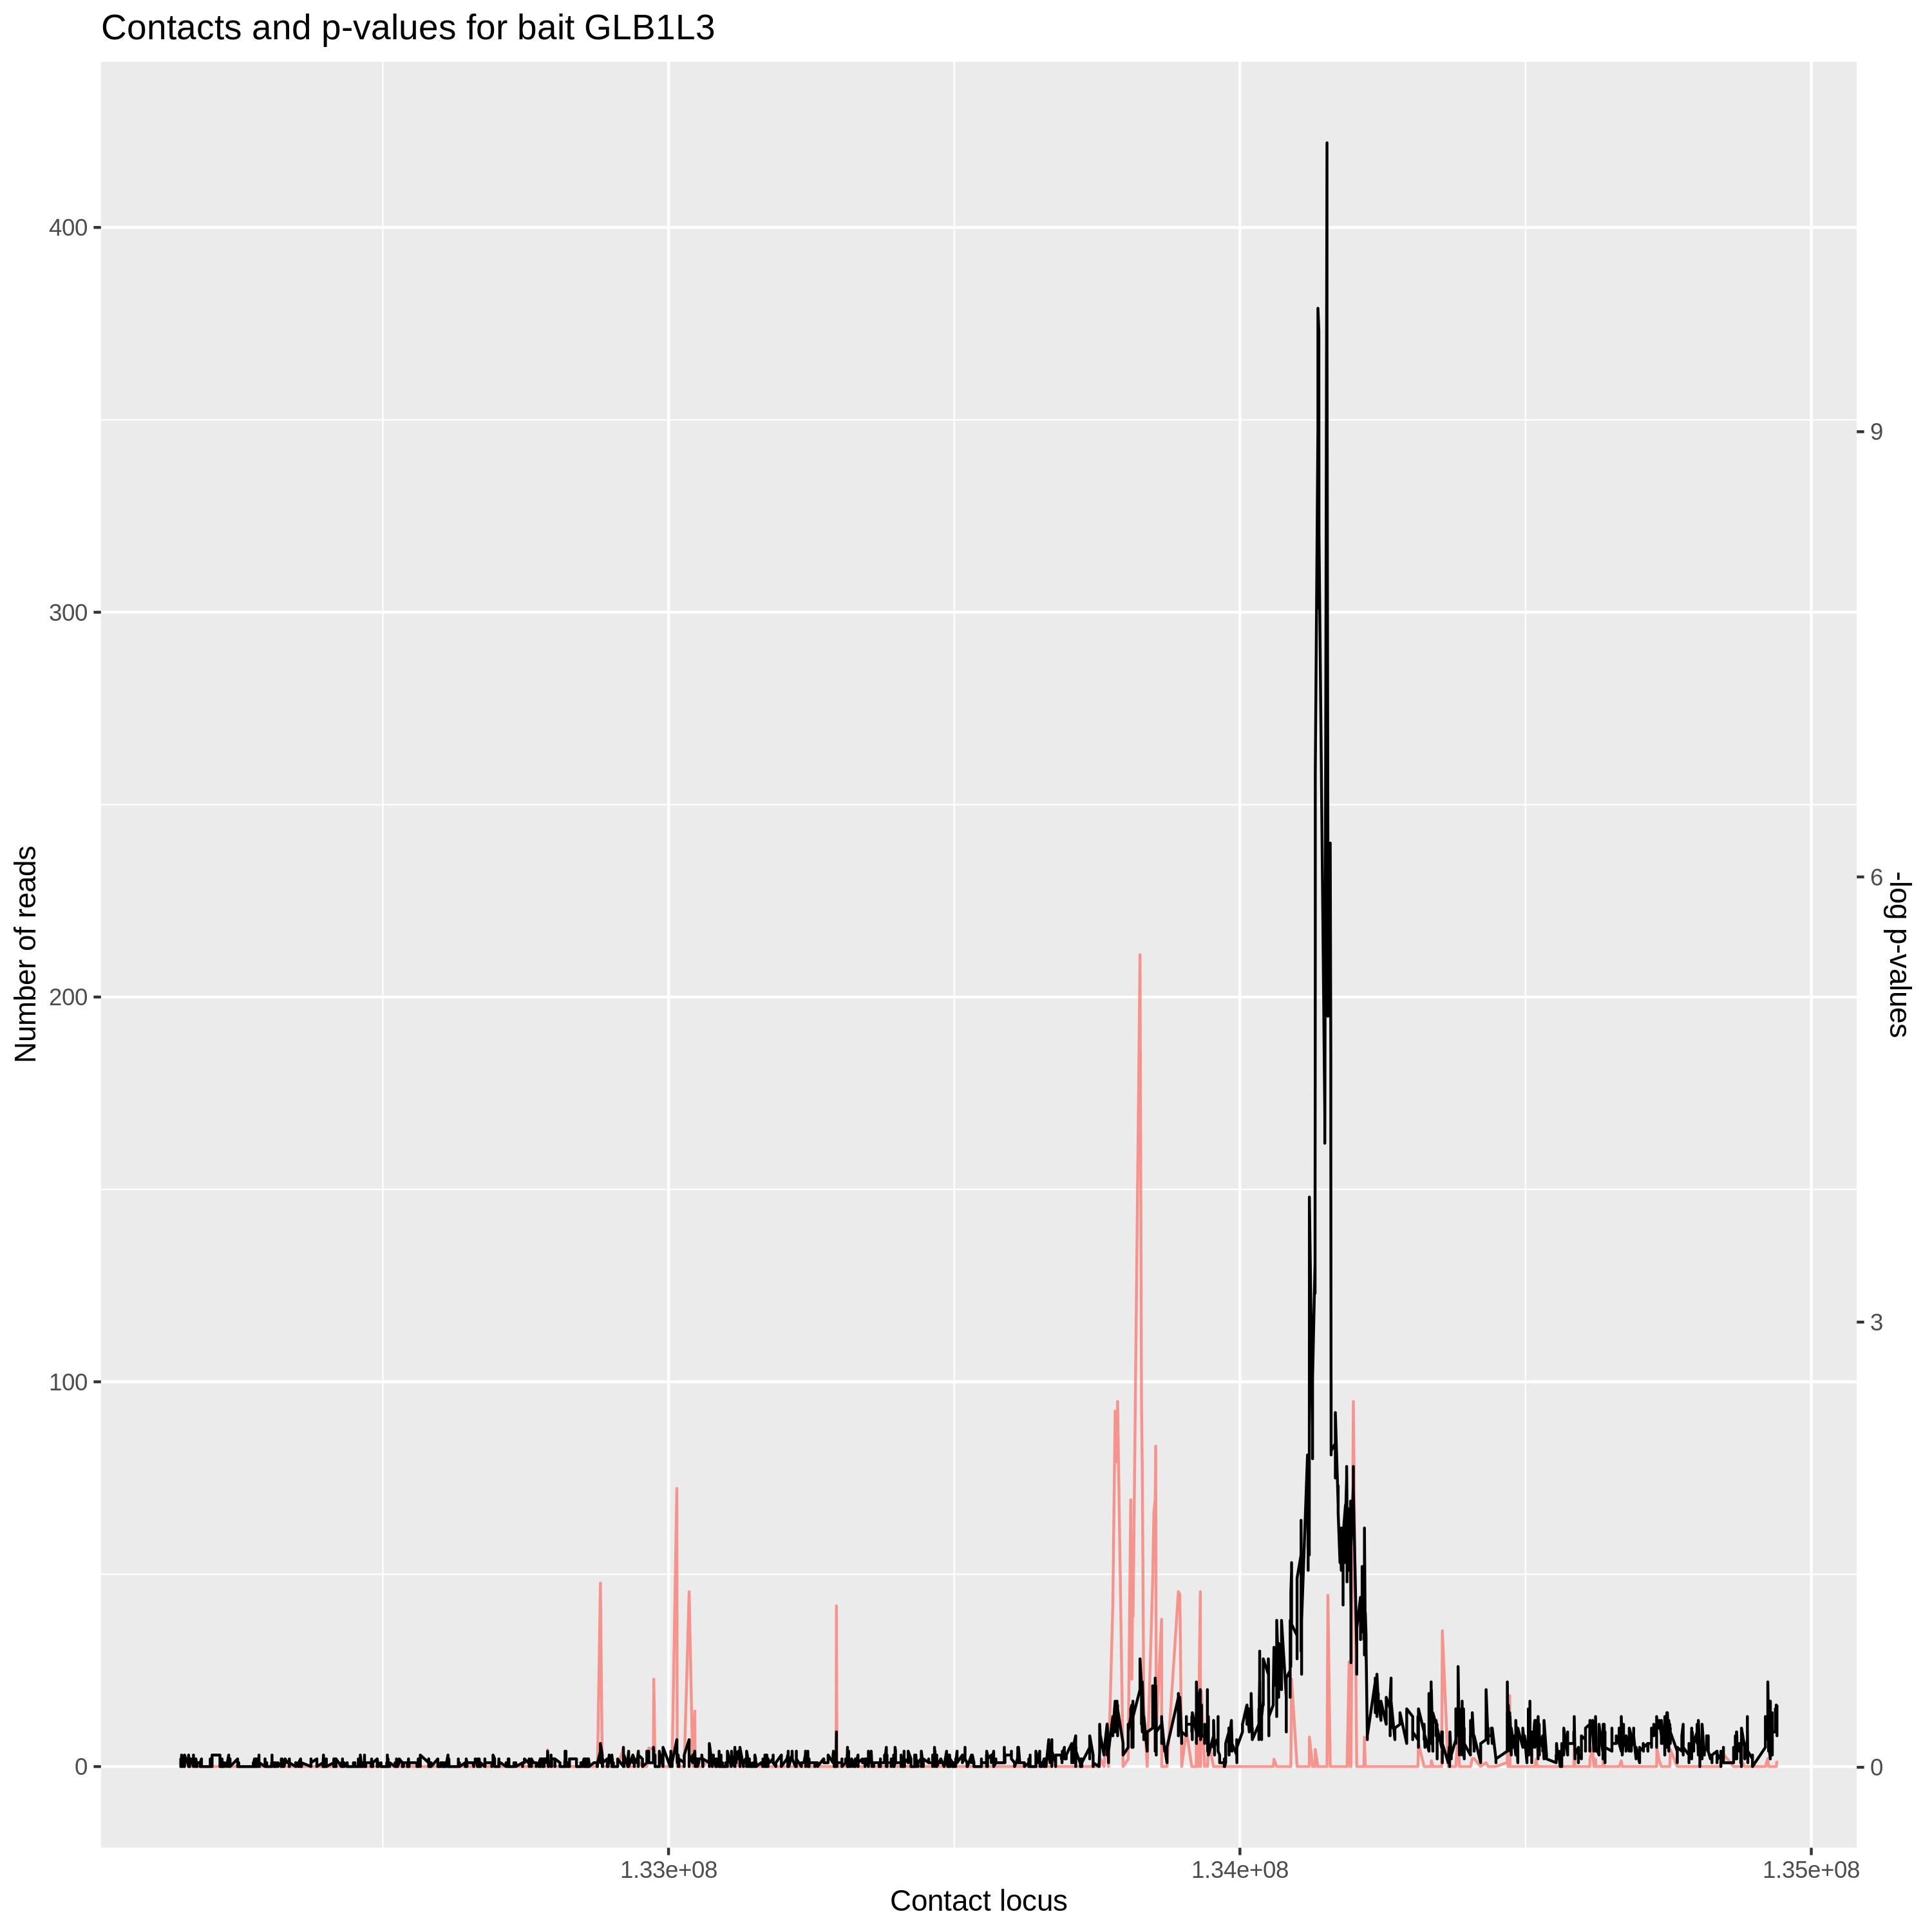 Contacts and p-values for bait GLB1L3
400
300
200
100
0
Number of reads
9
6
3
0
-log p-values
1.33e+08
1.34e+08
1.35e+08
Contact locus